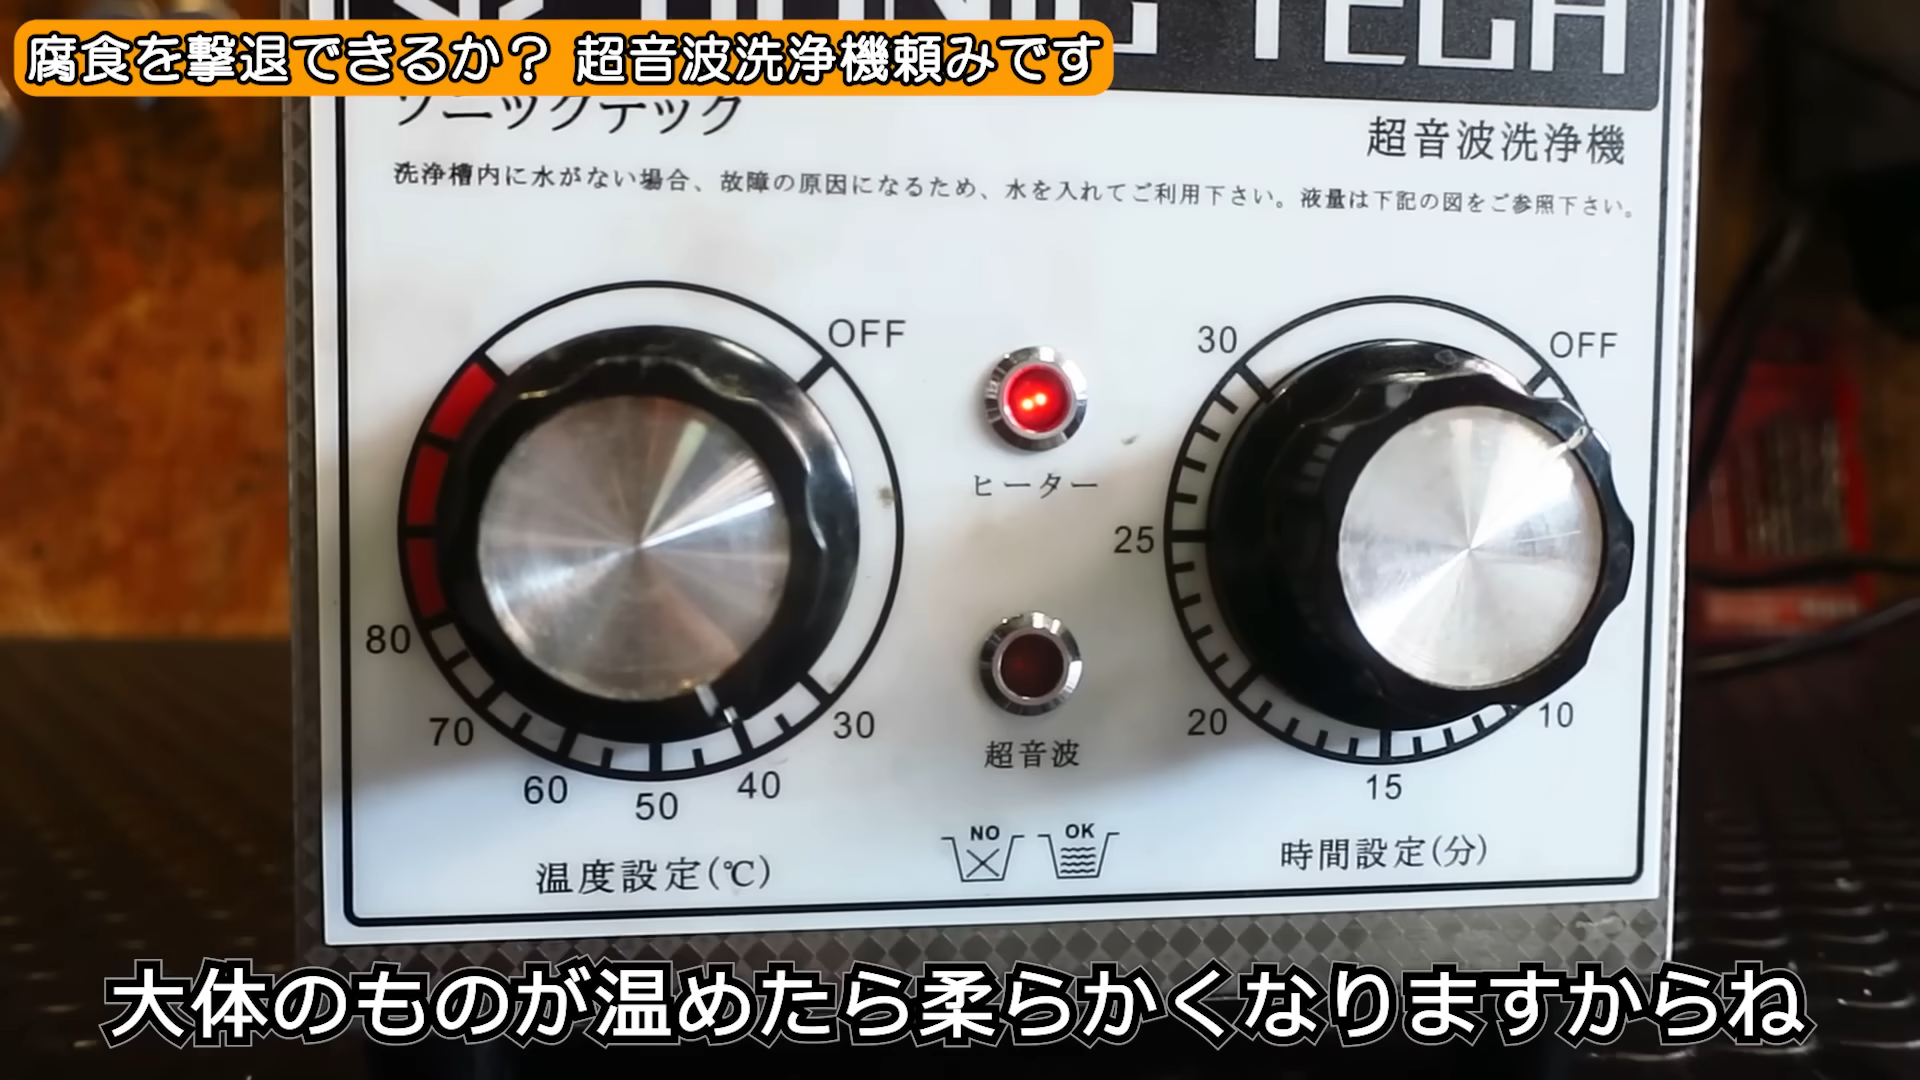 腐食を撃退できるか? 超音波洗浄機頼みです
ソニックテック
超音波洗浄機
洗浄槽内に水がない場合、故障の原因になるため、水を入れてご利用下さい。液量は下記の図をご参照下さい。
OFF
30
40
50
60
70
80
温度設定(℃)
ヒーター
超音波
NO
OK
OFF
30
25
20
15
10
時間設定(分)
大体のものが温めたら柔らかくなりますからね